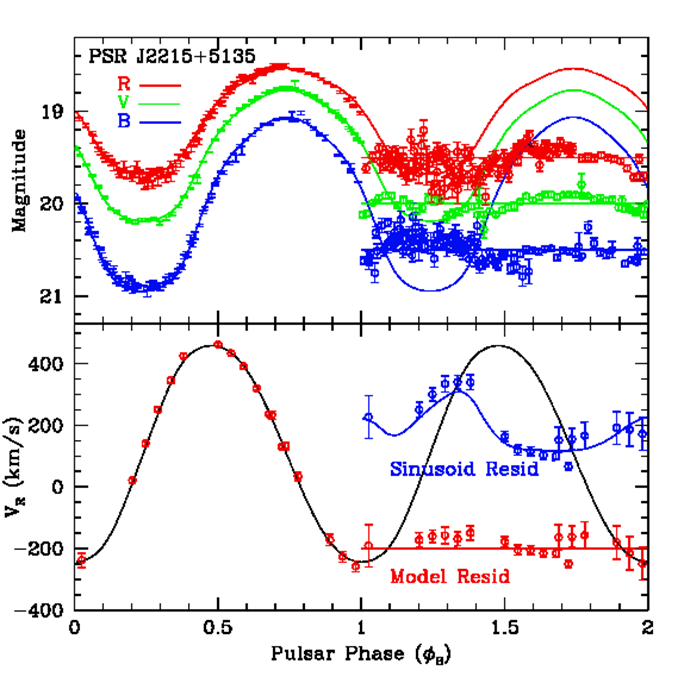 PSR J2215+5135
R
V
B
19
20
21
Magnitude
400
200
0
−200
−400
V_R (km/s)
Sinusoid Resid
Model Resid
0
0.5
1
1.5
2
Pulsar Phase (ϕ_B)